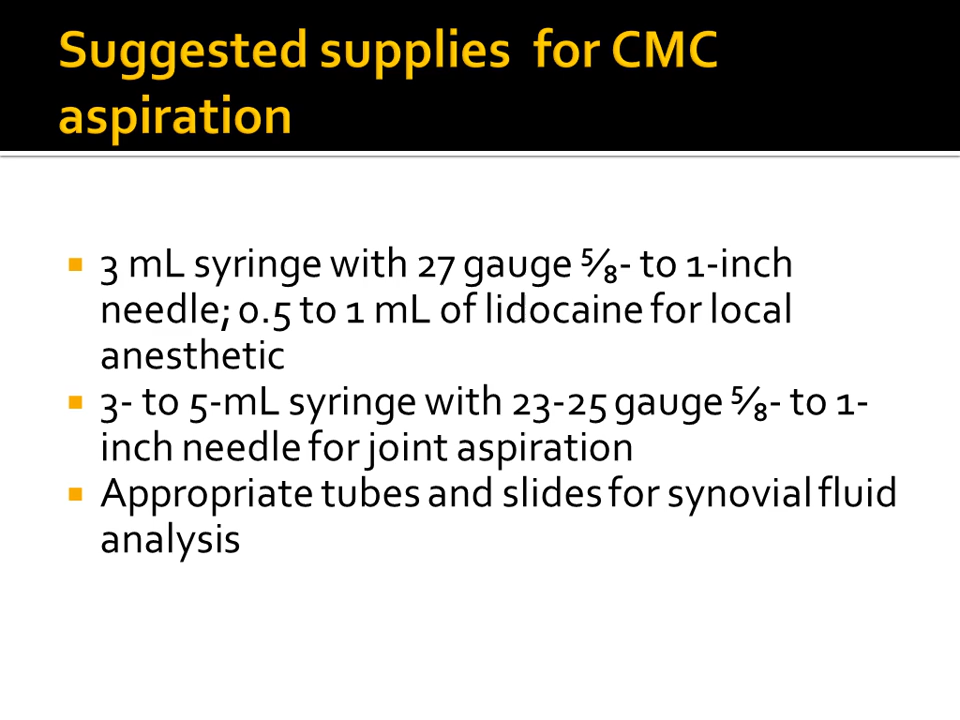 Suggested supplies for CMC
aspiration
▪ 3 mL syringe with 27 gauge ⅝- to 1-inch
needle; 0.5 to 1 mL of lidocaine for local
anesthetic
▪ 3- to 5-mL syringe with 23-25 gauge ⅝- to 1-
inch needle for joint aspiration
▪ Appropriate tubes and slides for synovial fluid
analysis